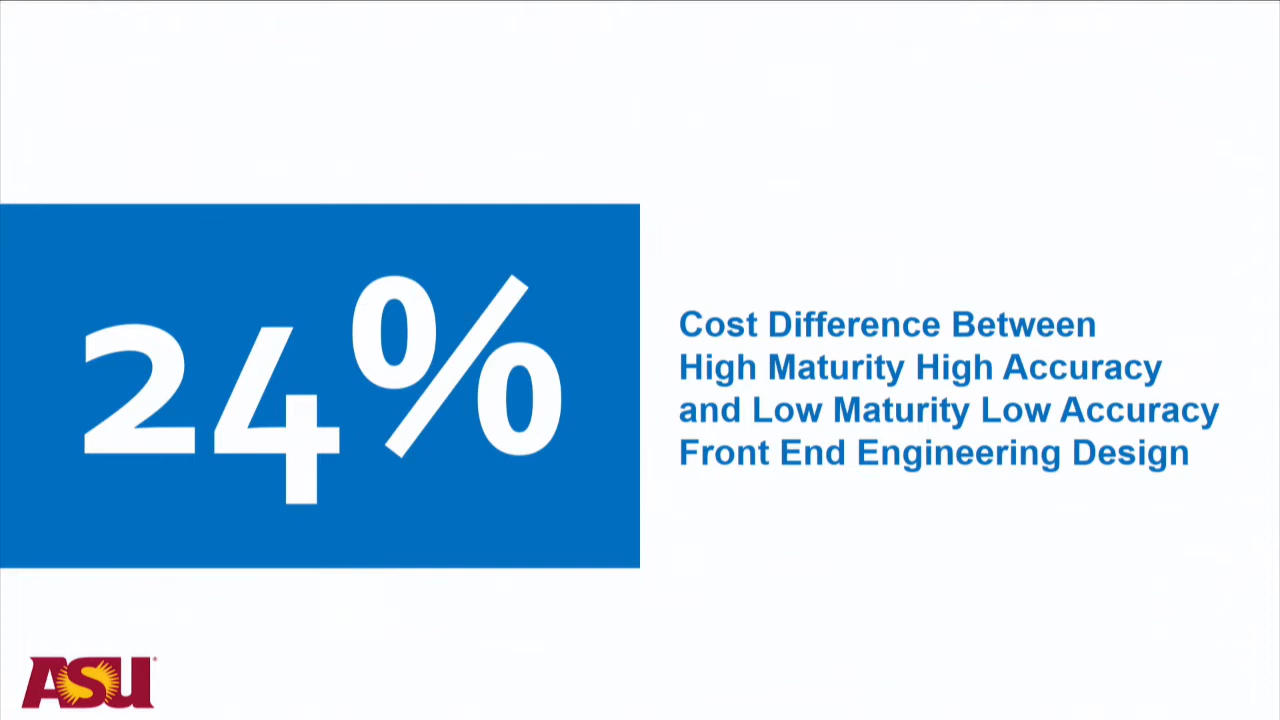 24%
Cost Difference Between
High Maturity High Accuracy
and Low Maturity Low Accuracy
Front End Engineering Design
ASU